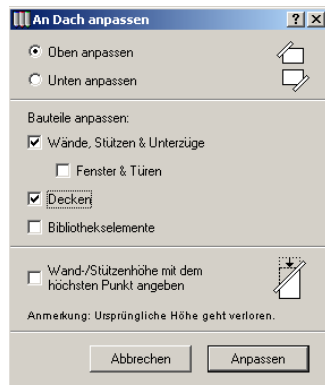 An Dach anpassen
Oben anpassen
Unten anpassen
Bauteile anpassen:
Wände, Stützen & Unterzüge
Fenster & Türen
Decken
Bibliothekselemente
Wand-/Stützenhöhe mit dem
höchsten Punkt angeben
Anmerkung: Ursprüngliche Höhe geht verloren.
Abbrechen
Anpassen